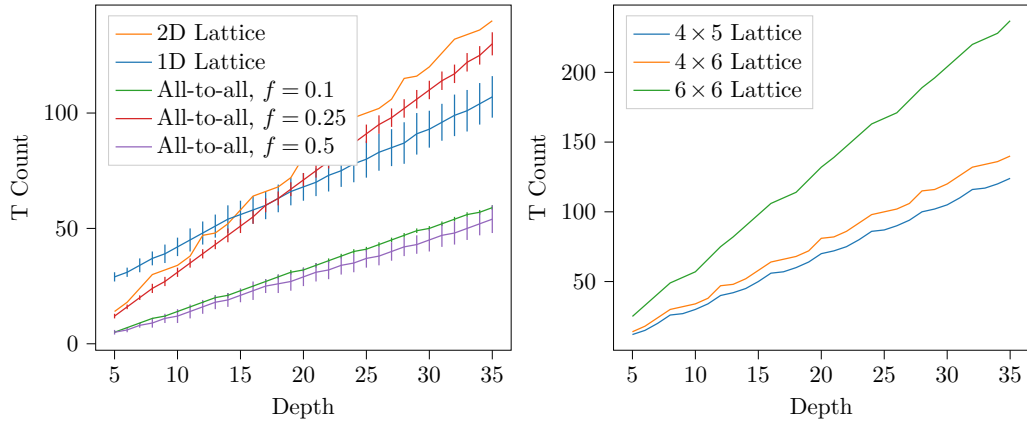 2D Lattice
1D Lattice
All-to-all, f = 0.1
All-to-all, f = 0.25
All-to-all, f = 0.5
T Count
100
50
0
5 10 15 20 25 30 35
Depth
4 × 5 Lattice
4 × 6 Lattice
6 × 6 Lattice
T Count
200
150
100
50
5 10 15 20 25 30 35
Depth